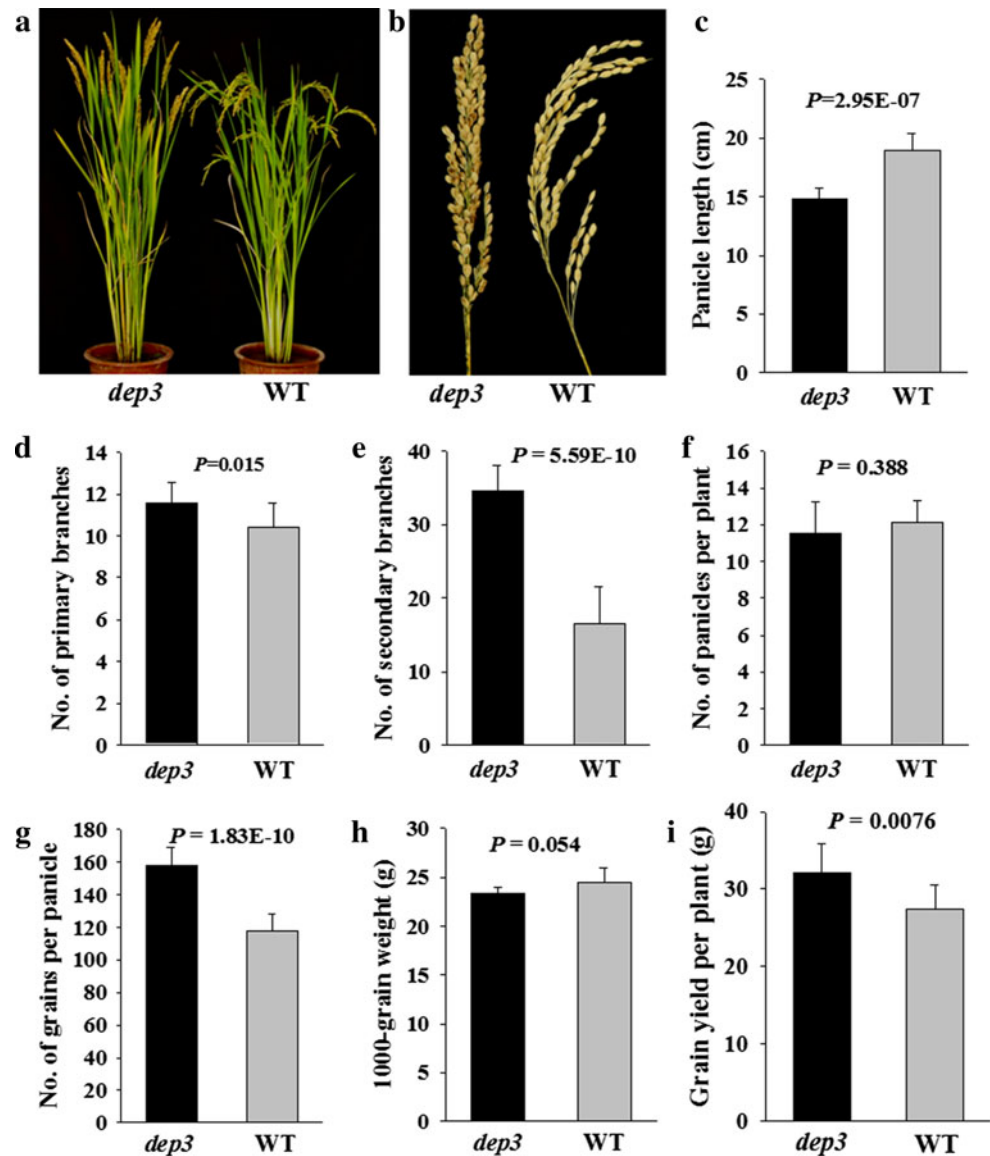 a
dep3 WT
b
dep3 WT
c
P=2.95E-07
Panicle length (cm)
25
20
15
10
5
0
dep3 WT
d
P=0.015
No. of primary branches
14
12
10
8
6
4
2
0
dep3 WT
e
P = 5.59E-10
No. of secondary branches
40
30
20
10
0
dep3 WT
f
P = 0.388
No. of panicles per plant
16
14
12
10
8
6
4
2
0
dep3 WT
g
P = 1.83E-10
No. of grains per panicle
180
160
140
120
100
80
60
40
20
0
dep3 WT
h
P = 0.054
1000-grain weight (g)
30
25
20
15
10
5
0
dep3 WT
i
P = 0.0076
Grain yield per plant (g)
40
30
20
10
0
dep3 WT